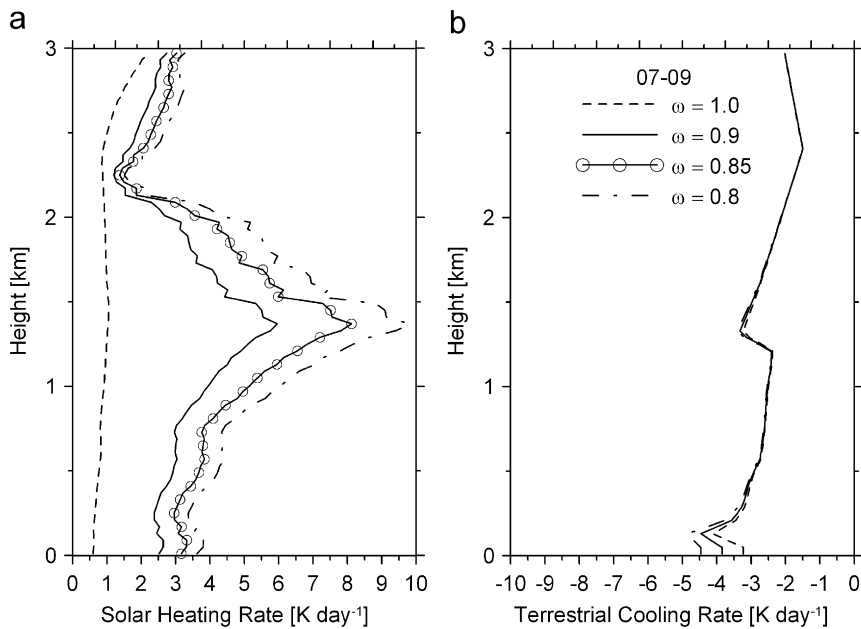 a
b
3
2
1
0
Height [km]
0 1 2 3 4 5 6 7 8 9 10
Solar Heating Rate [K day-1]
07-09
ω = 1.0
ω = 0.9
ω = 0.85
ω = 0.8
3
2
1
0
Height [km]
-10 -9 -8 -7 -6 -5 -4 -3 -2 -1 0
Terrestrial Cooling Rate [K day-1]